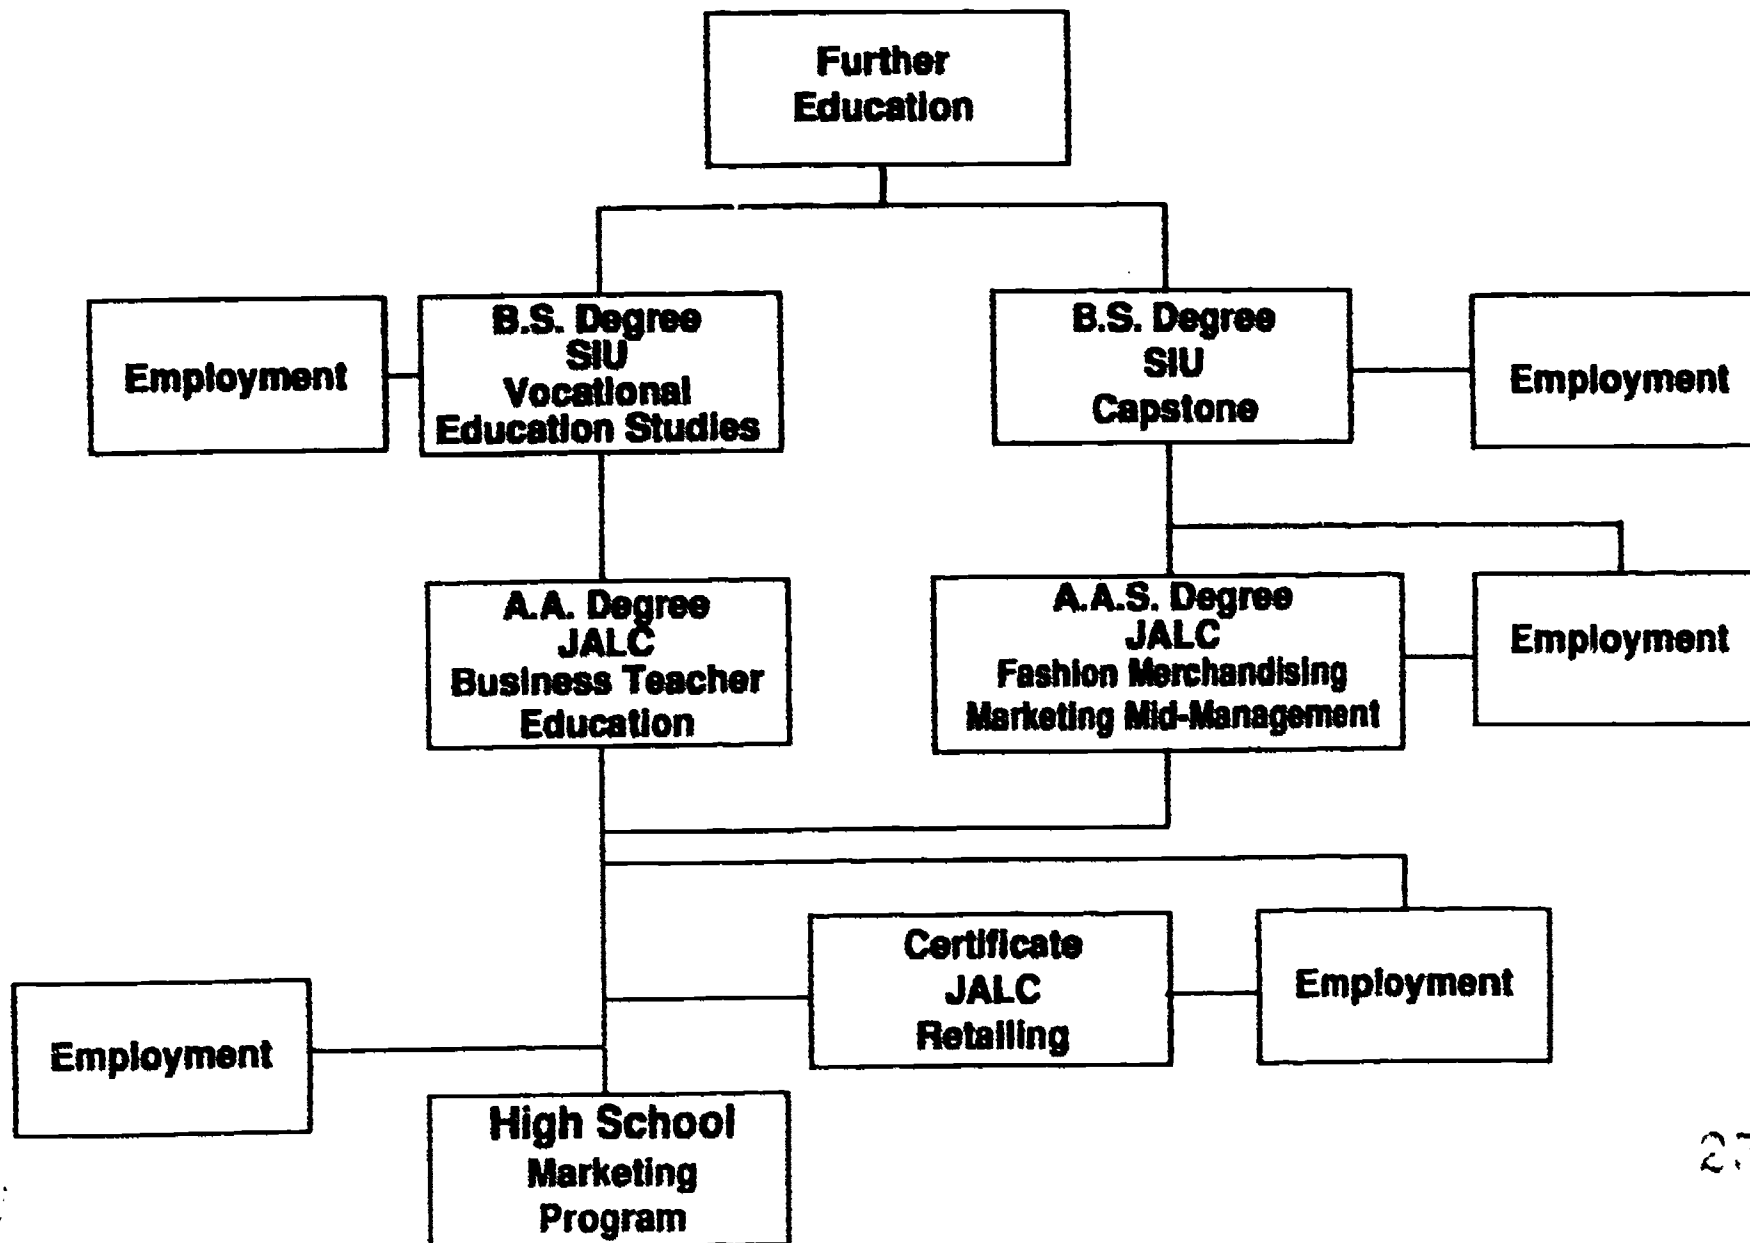 Further
Education
Employment
B.S. Degree
SIU
Vocational
Education Studies
B.S. Degree
SIU
Capstone
Employment
A.A. Degree
JALC
Business Teacher
Education
A.A.S. Degree
JALC
Fashion Merchandising
Marketing Mid-Management
Employment
Certificate
JALC
Retailing
Employment
Employment
High School
Marketing
Program